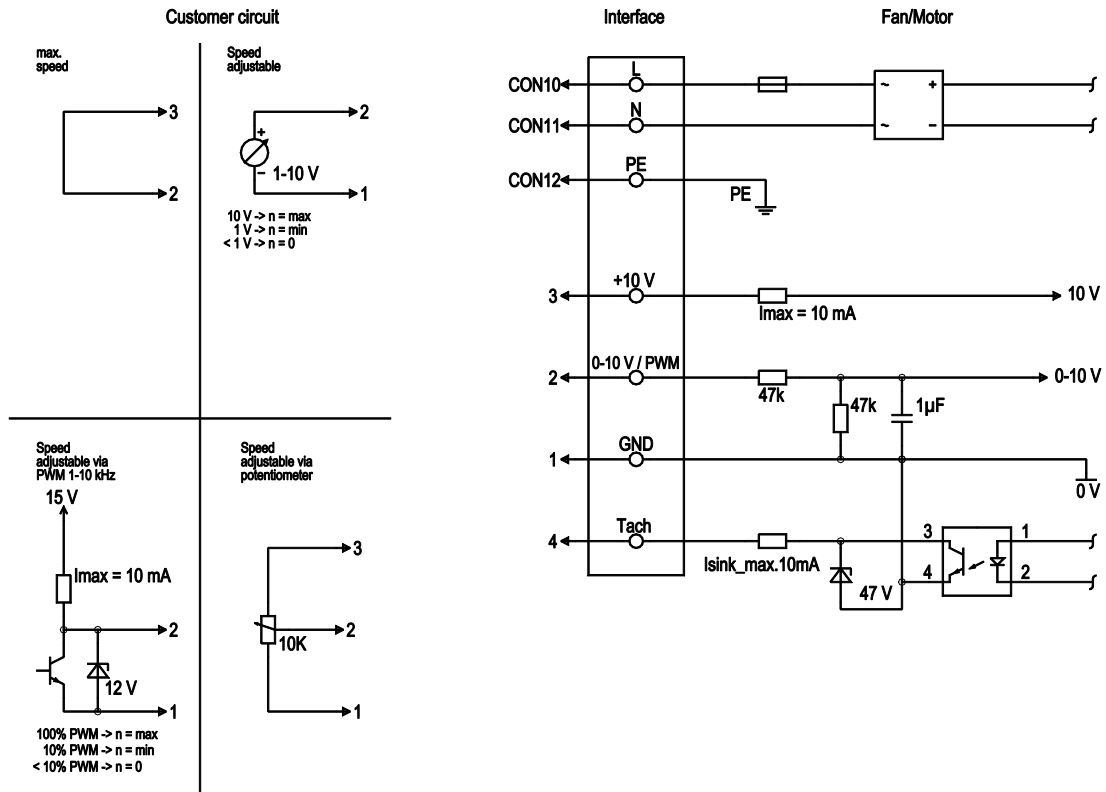 Customer circuit
Interface
Fan/Motor
max.
speed
3
2
Speed
adjustable
2
+
–
1-10 V
1
10 V -> n = max
1 V -> n = min
< 1 V -> n = 0
Speed
adjustable via
PWM 1-10 kHz
15 V
Imax = 10 mA
2
12 V
1
100% PWM -> n = max
10% PWM -> n = min
< 10% PWM -> n = 0
Speed
adjustable via
potentiometer
3
2
10K
1
CON10
L
~
+
CON11
N
~
–
CON12
PE
PE
3
+10 V
10 V
Imax = 10 mA
2
0-10 V / PWM
0-10 V
47k
47k
1µF
1
GND
0 V
4
Tach
3
1
Isink_max.10mA
4
2
47 V